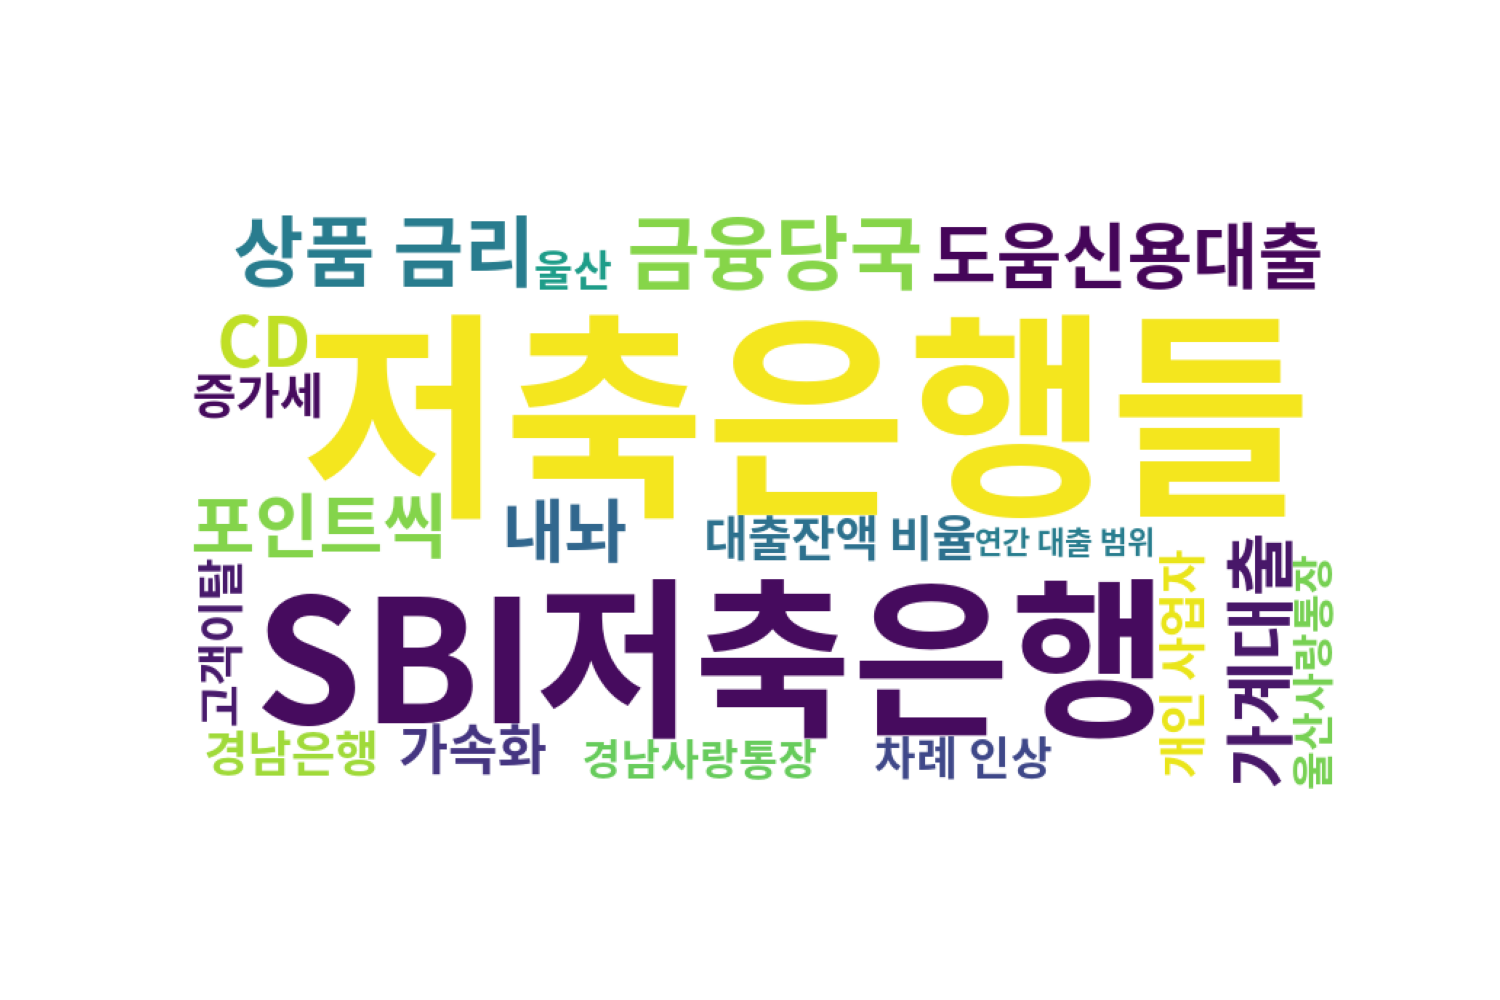 상품 금리 울산 금융당국 도움신용대출
CD
증가세
저축은행들
포인트씩 내놔 대출잔액 비율 연간 대출 범위
고객이탈
SBI저축은행
개인 사업자
가계대출
울산사랑통장
경남은행 가속화 경남사랑통장 차례 인상